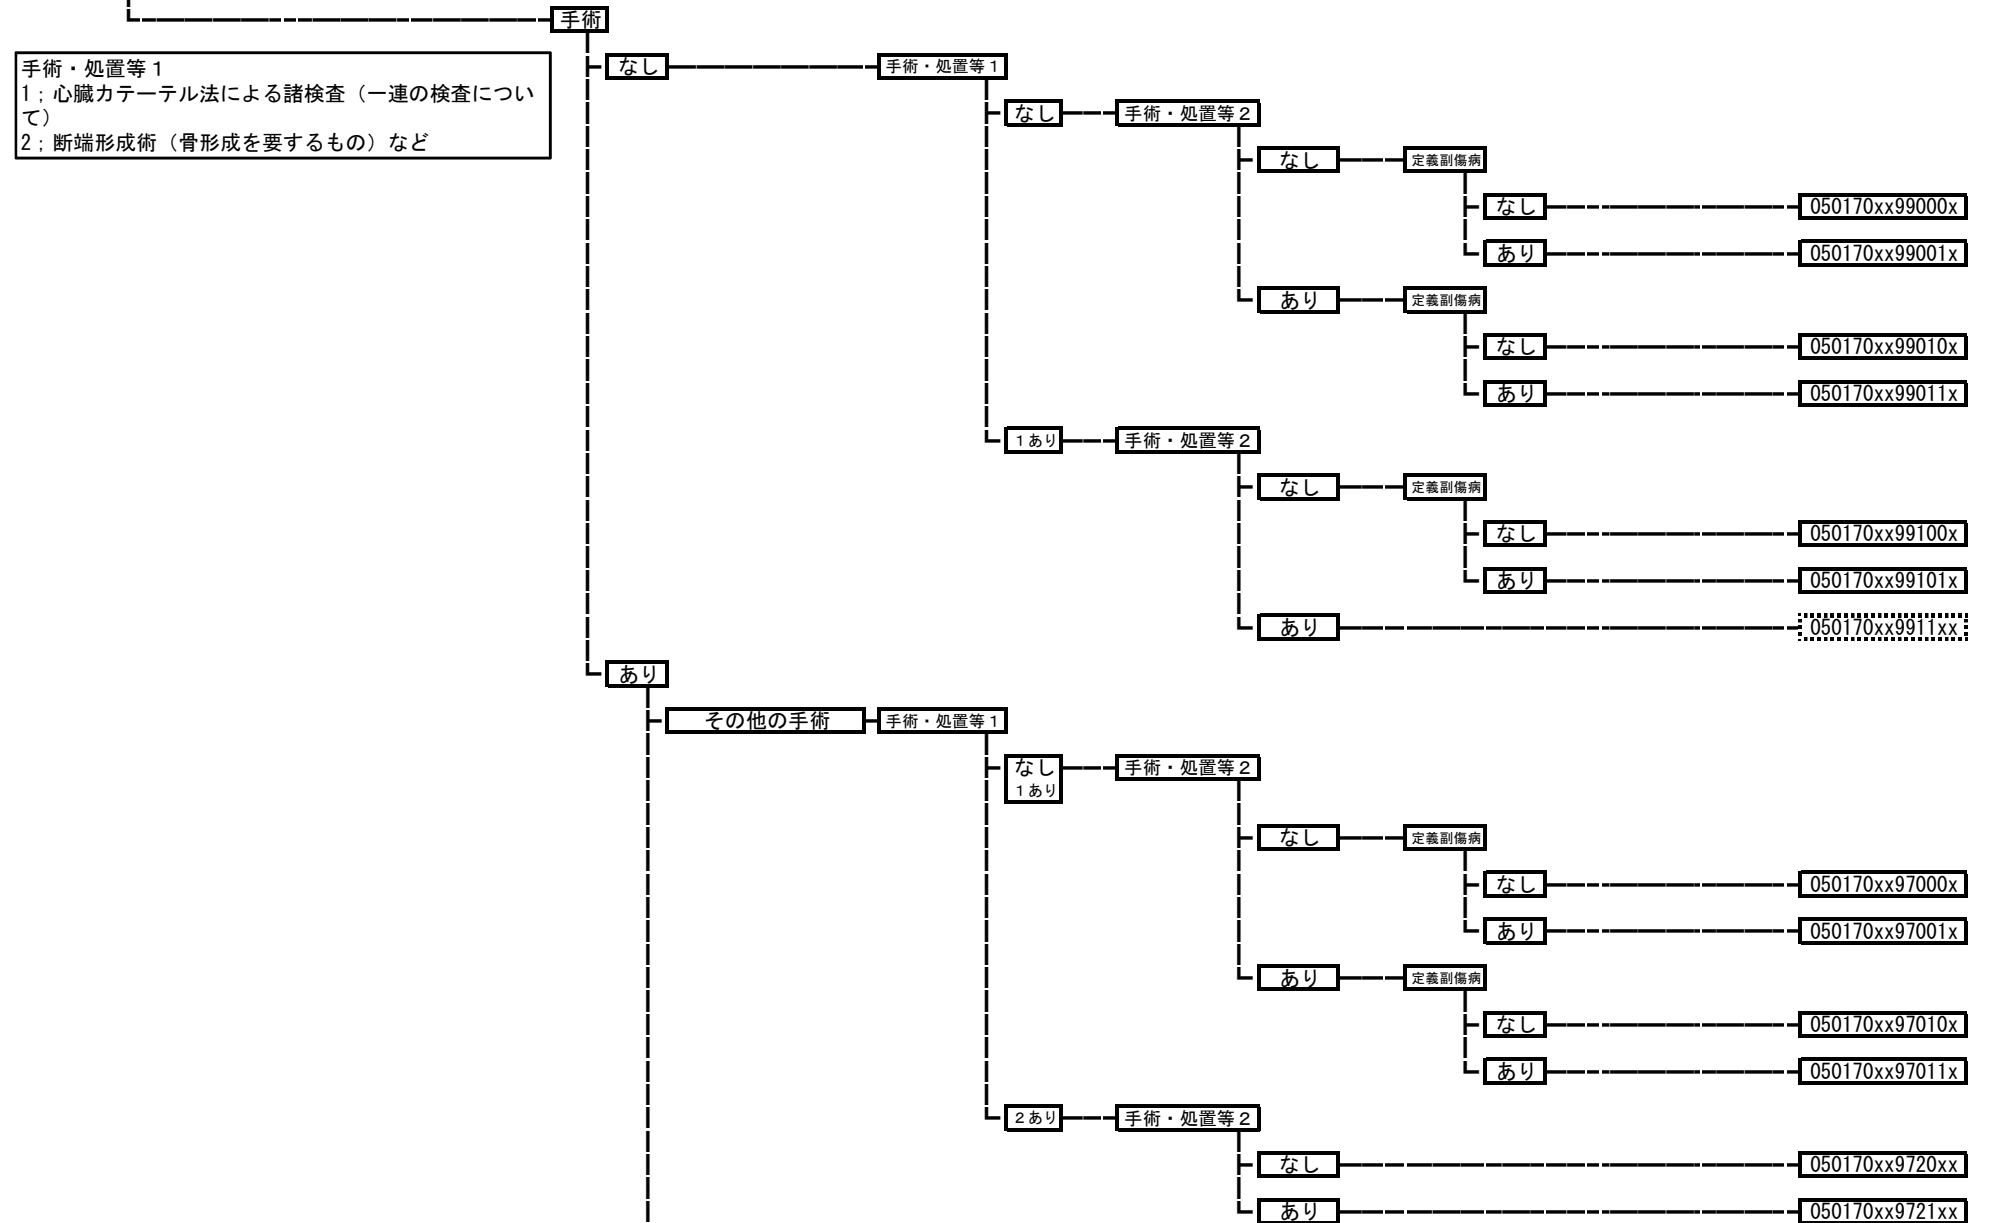 手術
手術・処置等1
1；心臓カテーテル法による諸検査（一連の検査につい
て）
2；断端形成術（骨形成を要するもの）など
なし 手術・処置等1
なし 手術・処置等2
なし 定義副傷病
なし 050170xx99000x
あり 050170xx99001x
あり 定義副傷病
なし 050170xx99010x
あり 050170xx99011x
1あり 手術・処置等2
なし 定義副傷病
なし 050170xx99100x
あり 050170xx99101x
あり 050170xx9911xx
あり
その他の手術 手術・処置等1
なし 手術・処置等2
1あり
なし 定義副傷病
なし 050170xx97000x
あり 050170xx97001x
あり 定義副傷病
なし 050170xx97010x
あり 050170xx97011x
2あり 手術・処置等2
なし 050170xx9720xx
あり 050170xx9721xx